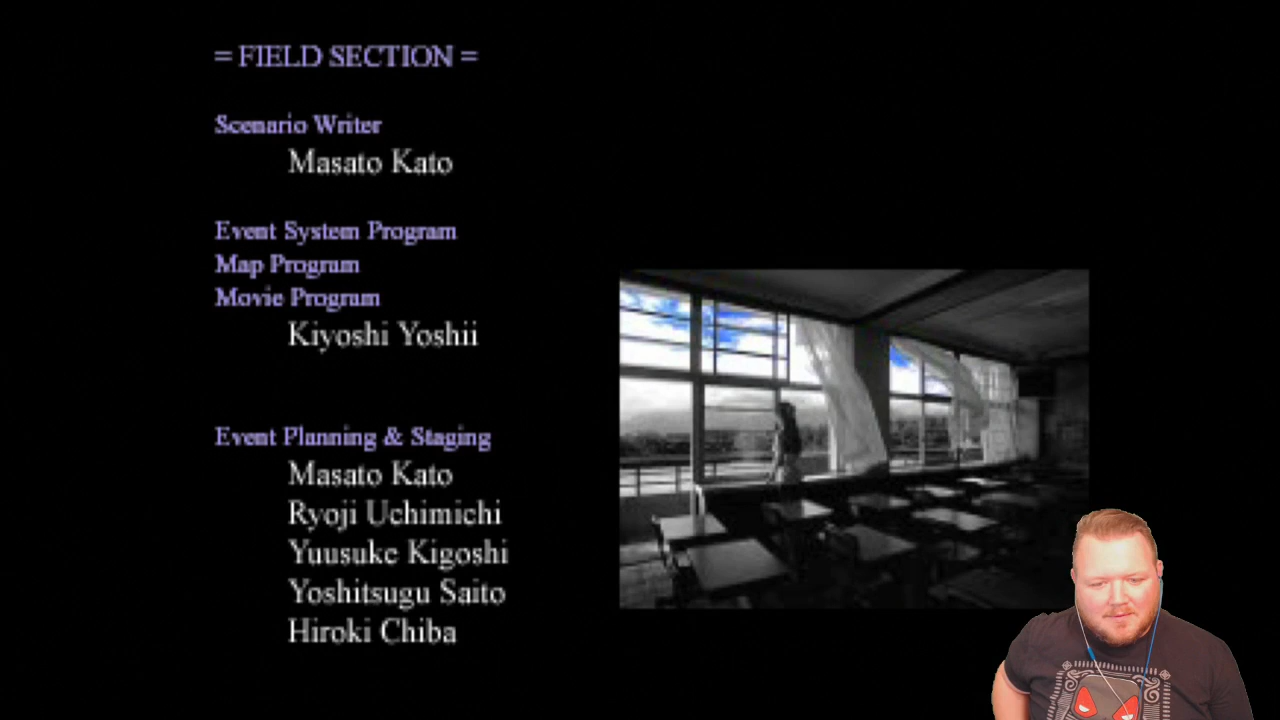 = FIELD SECTION =
Scenario Writer
Masato Kato
Event System Program
Map Program
Movie Program
Kiyoshi Yoshii
Event Planning & Staging
Masato Kato
Ryoji Uchimichi
Yuusuke Kigoshi
Yoshitsugu Saito
Hiroki Chiba